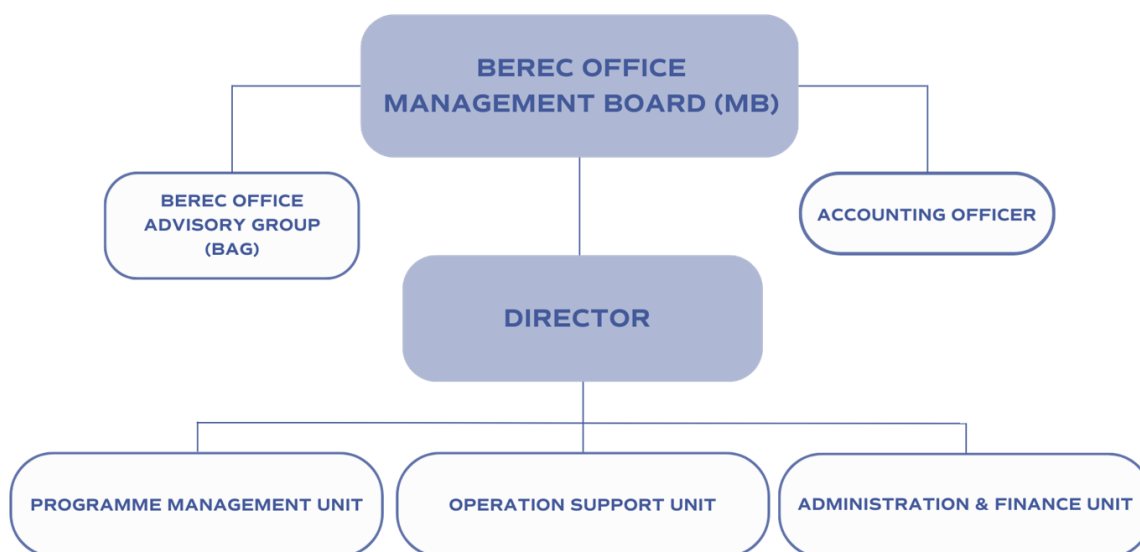 BEREC OFFICE
MANAGEMENT BOARD (MB)
BEREC OFFICE
ADVISORY GROUP
(BAG)
ACCOUNTING OFFICER
DIRECTOR
PROGRAMME MANAGEMENT UNIT
OPERATION SUPPORT UNIT
ADMINISTRATION & FINANCE UNIT